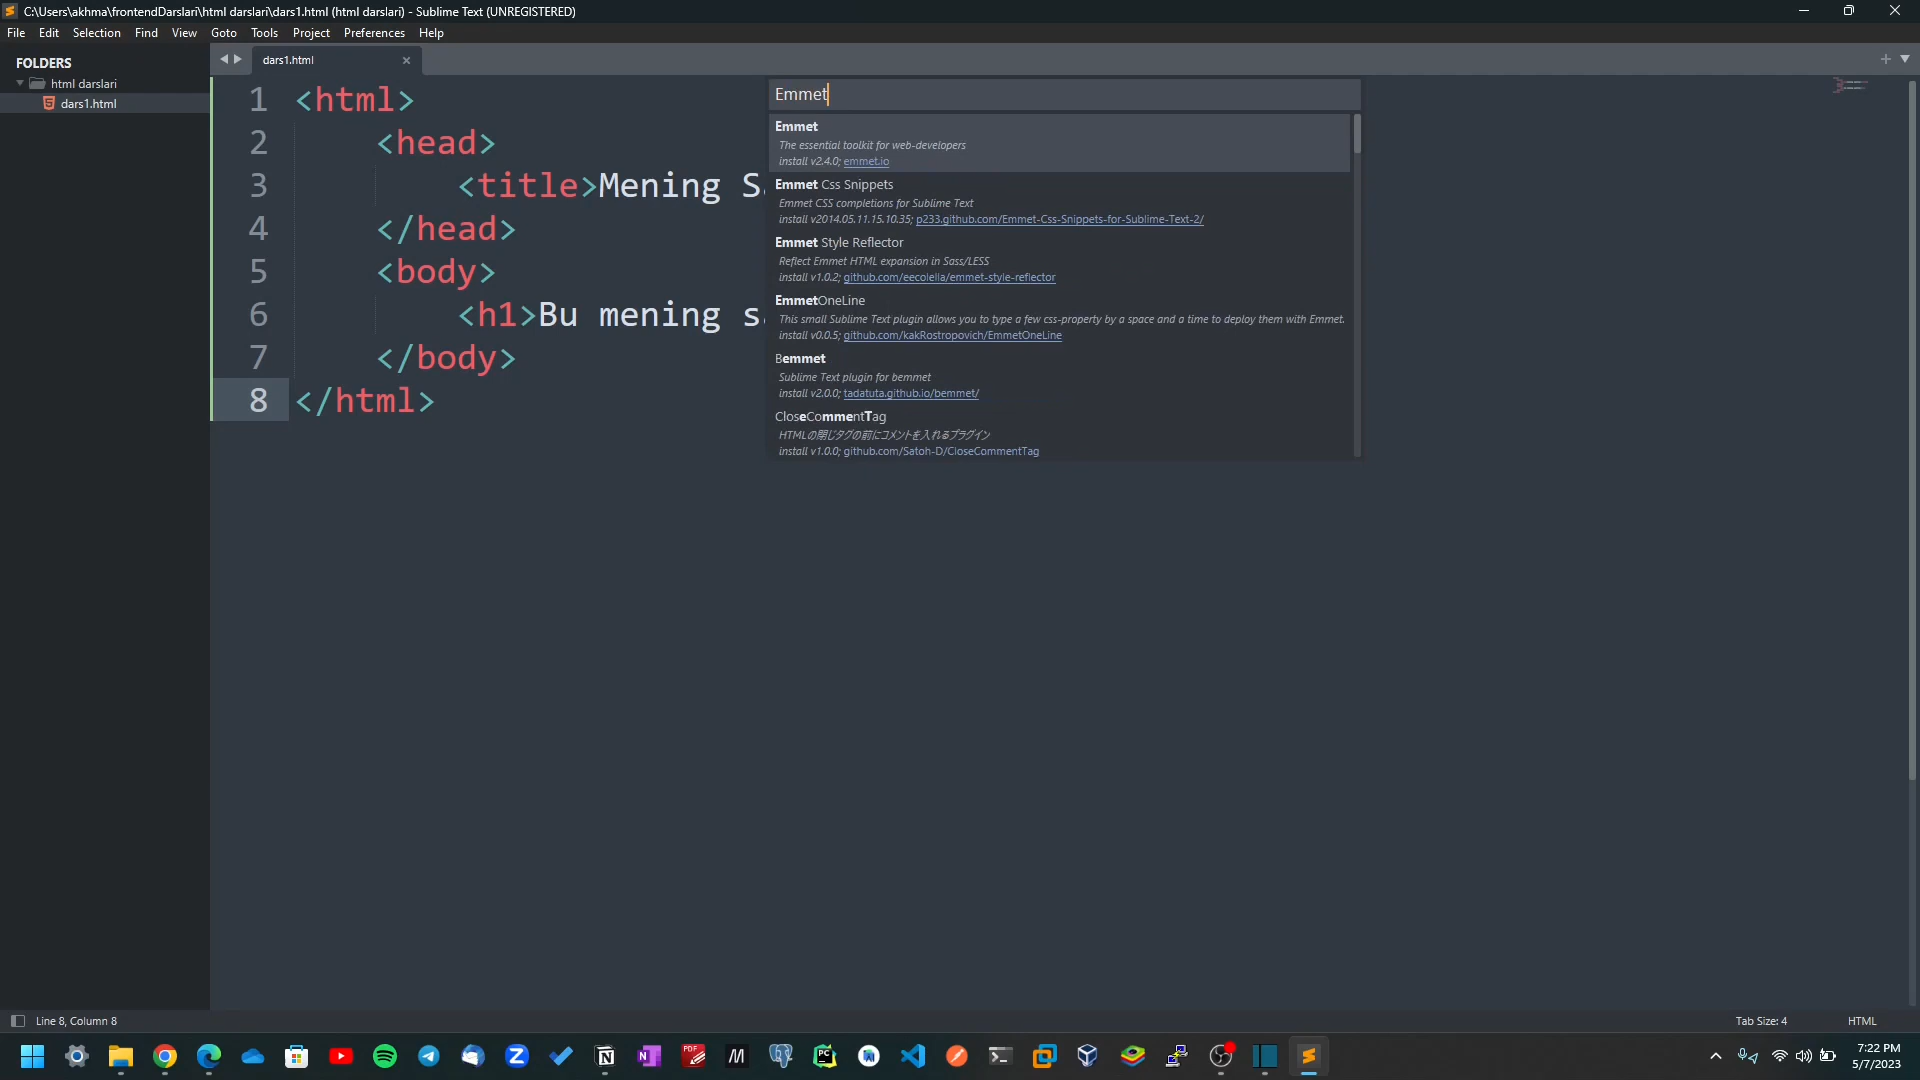 C:\Users\akhma\frontendDarslari\html darslari\dars1.html (html darslari) - Sublime Text (UNREGISTERED)
File Edit Selection Find View Goto Tools Project Preferences Help
FOLDERS
html darslari
dars1.html
dars1.html
1 <html>
2 <head>
3 <title>Mening S
4 </head>
5 <body>
6 <h1>Bu mening s
7 </body>
8 </html>
Emmet
Emmet
The essential toolkit for web-developers
install v2.4.0; emmet.io
Emmet Css Snippets
Emmet CSS completions for Sublime Text
install v2014.05.11.15.10.35; p233.github.com/Emmet-Css-Snippets-for-Sublime-Text-2/
Emmet Style Reflector
Reflect Emmet HTML expansion in Sass/LESS
install v1.0.2; github.com/eecolella/emmet-style-reflector
EmmetOneLine
This small Sublime Text plugin allows you to type a few css-property by a space and a time to deploy them with Emmet.
install v0.0.5; github.com/kakRostropovich/EmmetOneLine
Bemmet
Sublime Text plugin for bemmet
install v2.0.0; tadatuta.github.io/bemmet/
CloseCommentTag
HTMLの閉じタグの前にコメントを入れるプラグイン
install v1.0.0; github.com/Satoh-D/CloseCommentTag
Line 8, Column 8
Tab Size: 4
HTML
7:22 PM
5/7/2023